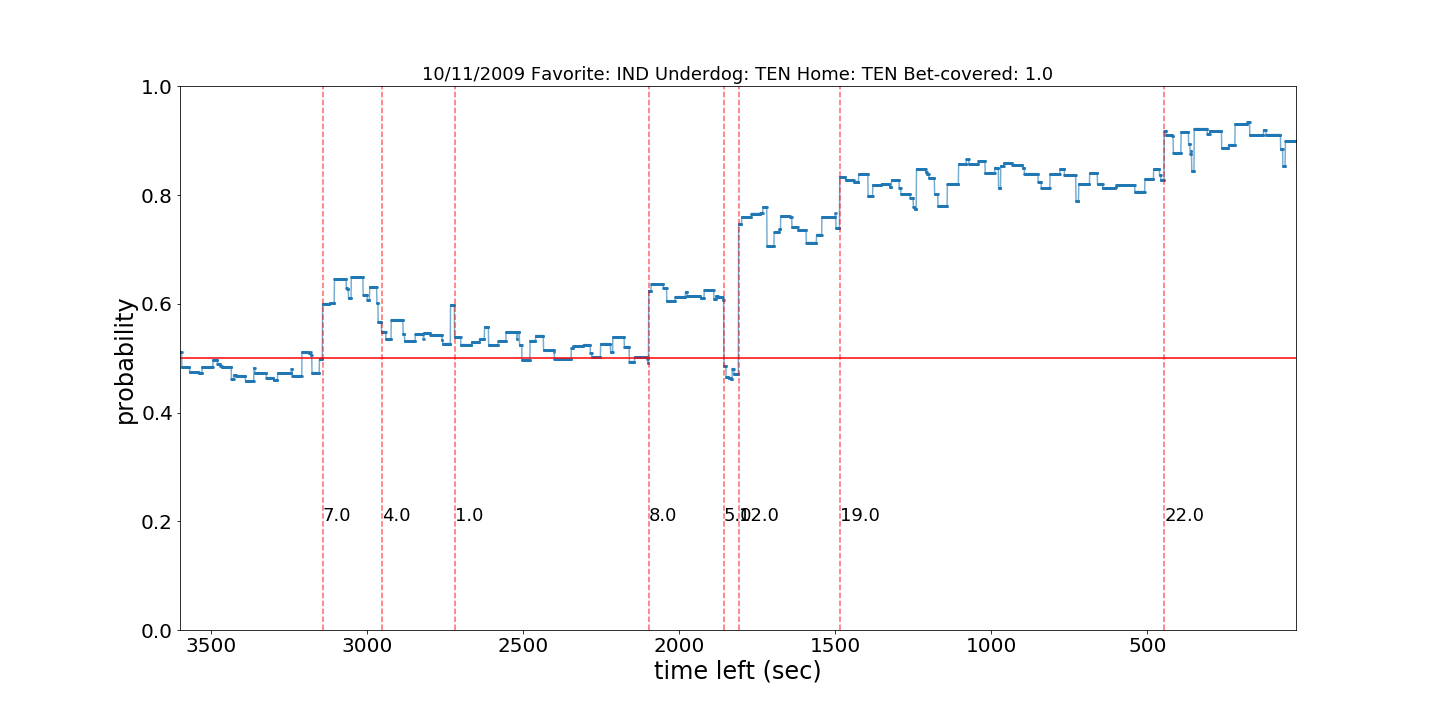 10/11/2009 Favorite: IND Underdog: TEN Home: TEN Bet-covered: 1.0
1.0
0.8
0.6
0.4
0.2
0.0
probability
7.0 4.0 1.0 8.0 5.0 12.0 19.0 22.0
3500 3000 2500 2000 1500 1000 500
time left (sec)